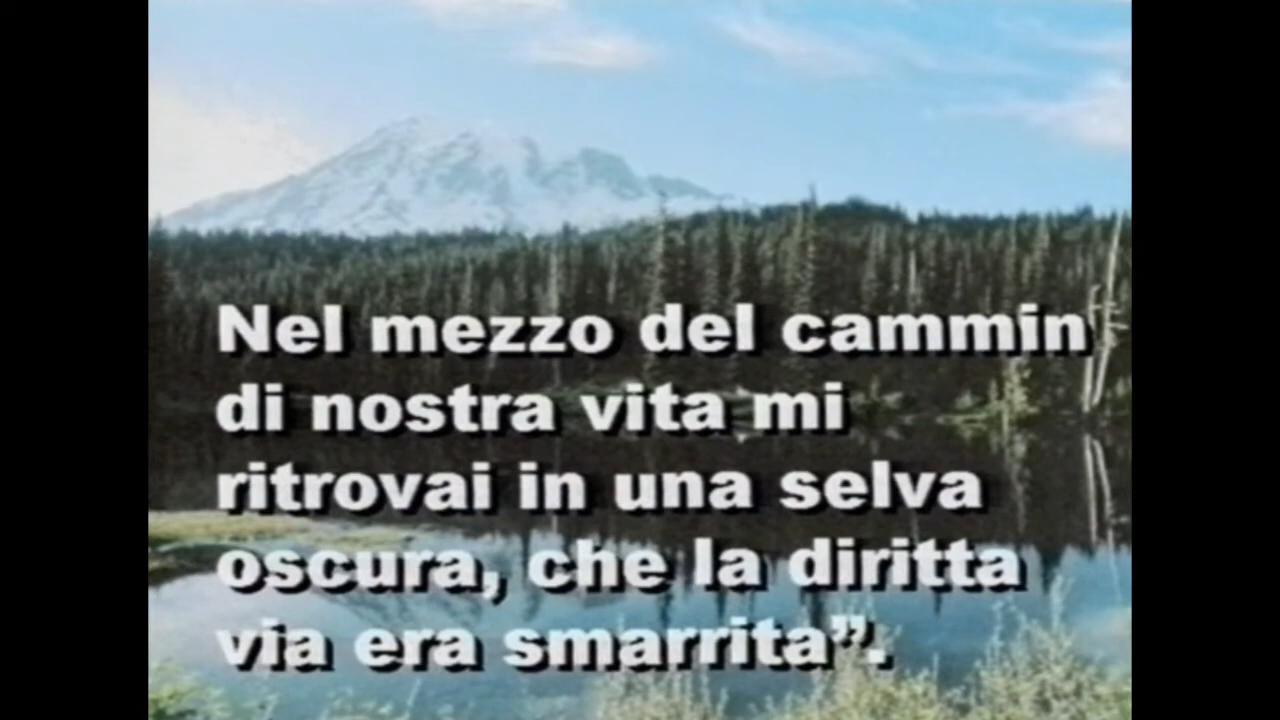 Nel mezzo del cammin
di nostra vita mi
ritrovai in una selva
oscura, che la diritta
via era smarrita”.